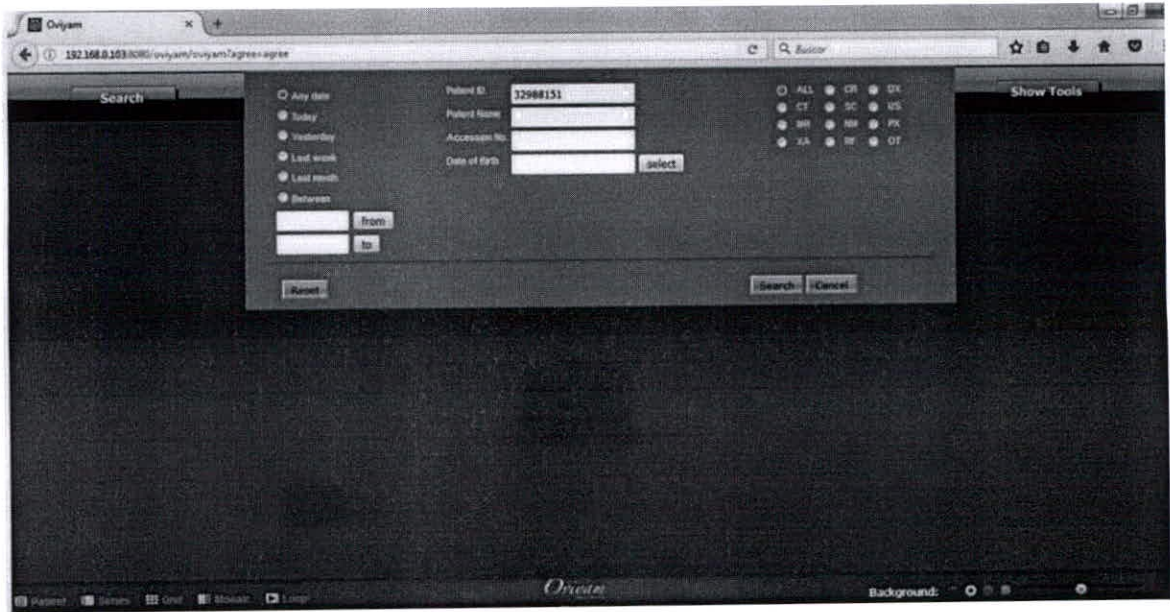 Oviyam
192.168.0.103:8080/oviyam/oviyam?agree=agree
Buscar
Search
Show Tools
Any date
Today
Yesterday
Last week
Last month
Between
from
to
Reset
Patient ID 32988151
Patient Name
Accession No.
Date of Birth select
ALL CR DX
CT SC US
MR NM PX
XA RF OT
Search Cancel
Patient Series Grid Mosaic Loop
Oviyam
Background: